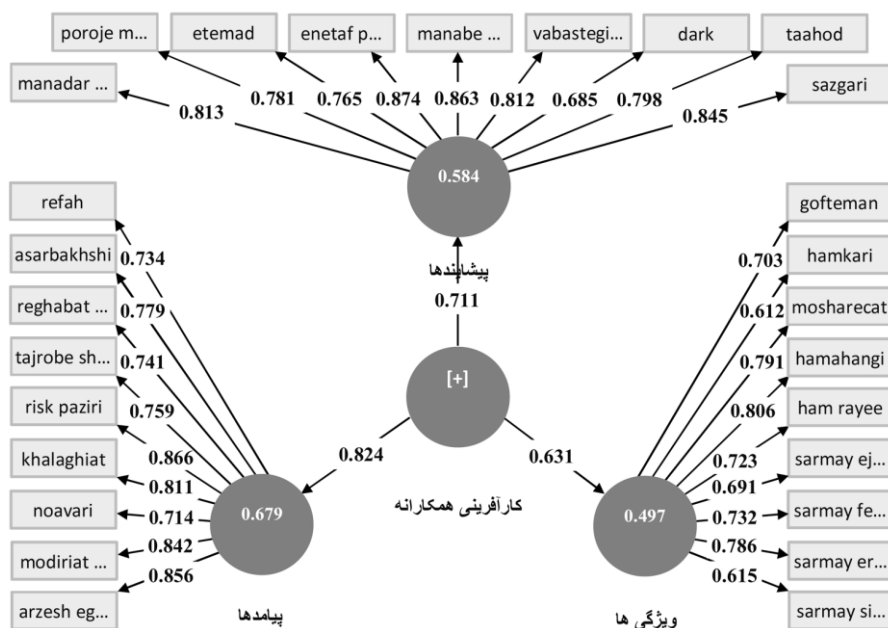 poroje m...
etemad
enetaf p...
manabe ...
vabastegi...
dark
taahod
manadar ...
sazgari
0.813
0.781
0.765
0.874
0.863
0.812
0.685
0.798
0.845
0.584
پیشایندها
0.711
[+]
کارآفرینی همکارانه
0.824
0.631
refah
asarbakhshi
reghabat ...
tajrobe sh...
risk paziri
khalaghiat
noavari
modiriat ...
arzesh eg...
0.734
0.779
0.741
0.759
0.866
0.811
0.714
0.842
0.856
0.679
پیامدها
gofteman
hamkari
mosharecat
hamahangi
ham rayee
sarmay ej...
sarmay fe...
sarmay er...
sarmay si...
0.703
0.612
0.791
0.806
0.723
0.691
0.732
0.786
0.615
0.497
ویژگی ها